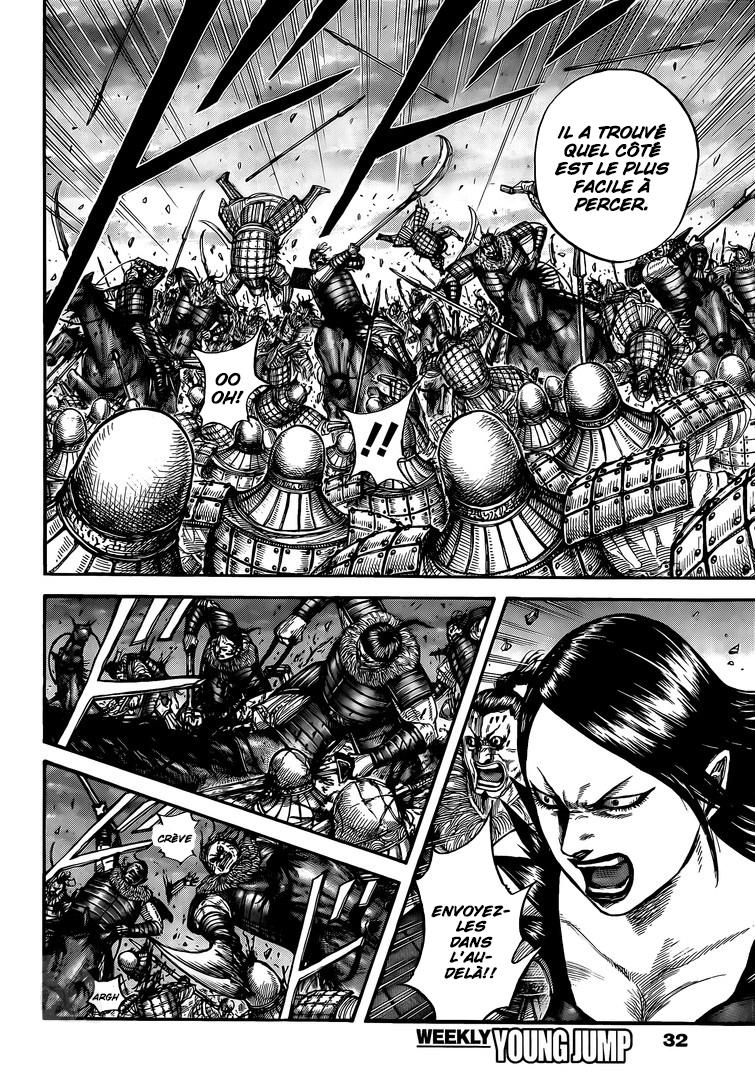 IL A TROUVÉ
QUEL CÔTÉ
EST LE PLUS
FACILE À
PERCER.
OO
OH!
!!
ENVOYEZ-
LES
DANS
L'AU-
DELÀ!!
CRÈVE
ARGH
WEEKLY YOUNG JUMP 32